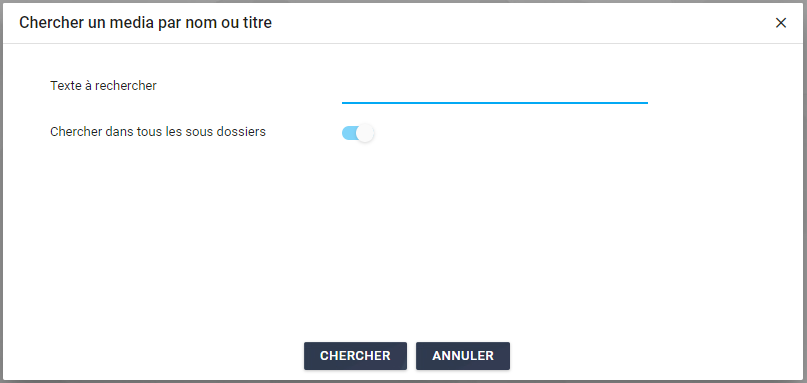 Chercher un media par nom ou titre
Texte à rechercher
Chercher dans tous les sous dossiers
CHERCHER
ANNULER